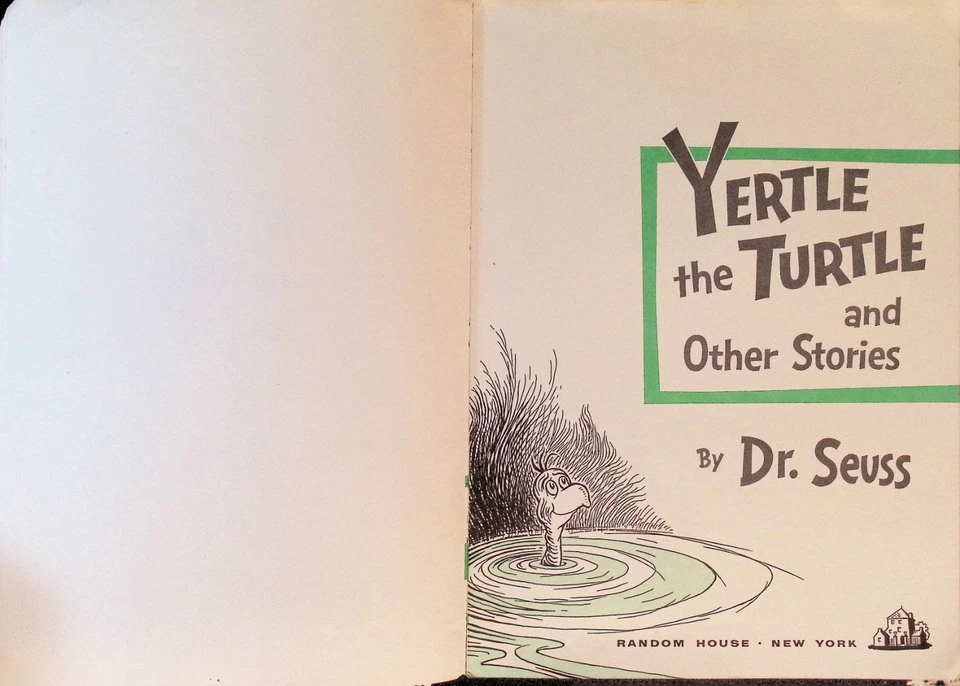 YERTLE
the TURTLE
and
Other Stories
By Dr. Seuss
RANDOM HOUSE · NEW YORK